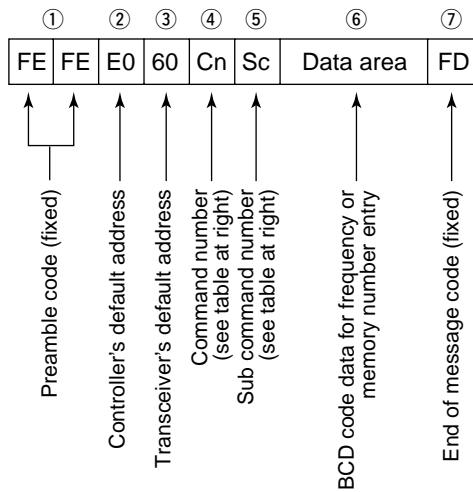 ① ② ③ ④ ⑤ ⑥ ⑦
FE FE E0 60 Cn Sc Data area FD
Preamble code (fixed)
Controller's default address
Transceiver's default address
Command number
(see table at right)
Sub command number
(see table at right)
BCD code data for frequency or
memory number entry
End of message code (fixed)